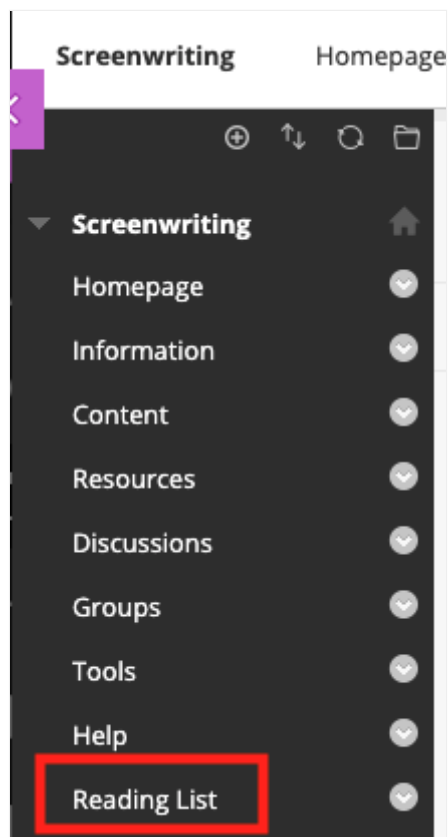 Screenwriting Homepage
Screenwriting
Homepage
Information
Content
Resources
Discussions
Groups
Tools
Help
Reading List